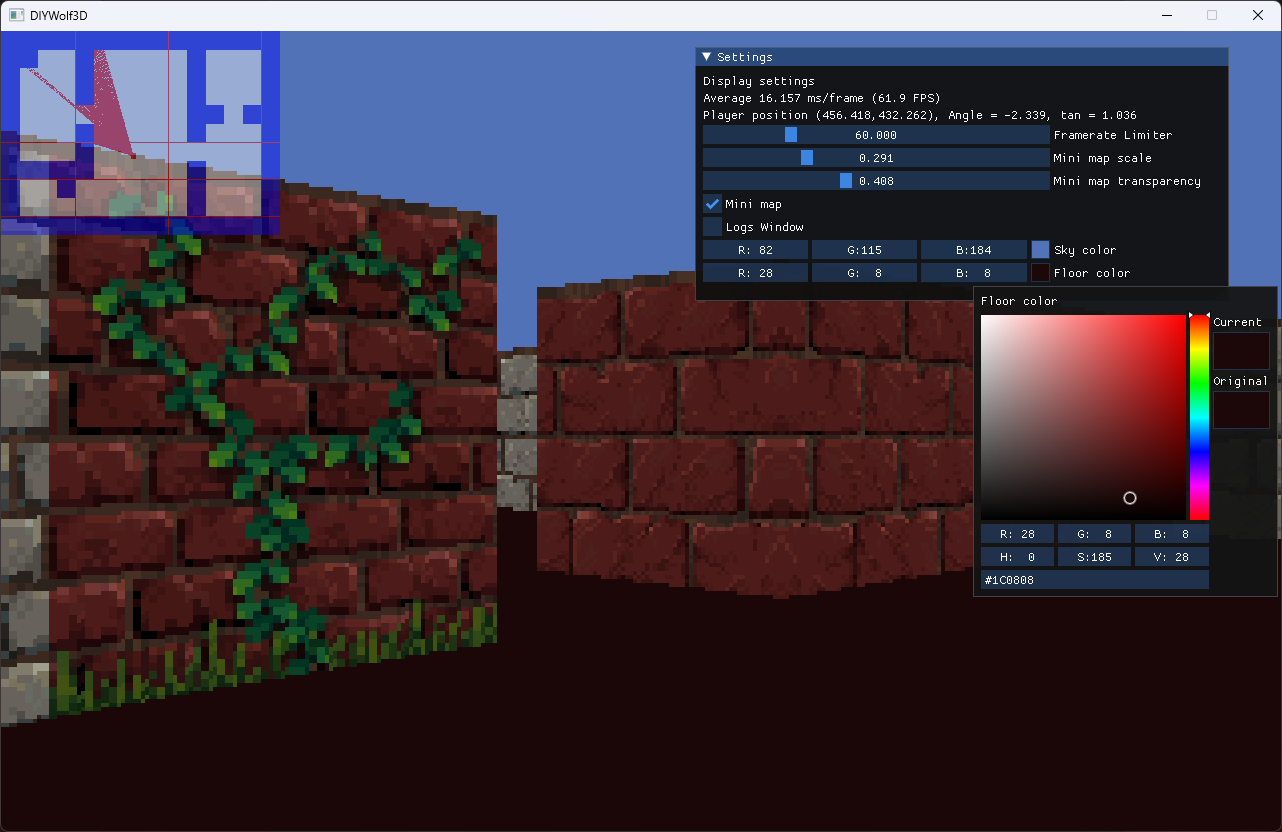 DIYWolf3D
Settings
Display settings
Average 16.157 ms/frame (61.9 FPS)
Player position (456.418,432.262), Angle = -2.339, tan = 1.036
60.000 Framerate Limiter
0.291 Mini map scale
0.408 Mini map transparency
Mini map
Logs Window
R: 82 G:115 B:184 Sky color
R: 28 G: 8 B: 8 Floor color
Floor color
Current
Original
R: 28 G: 8 B: 8
H: 0 S:185 V: 28
#1C0808